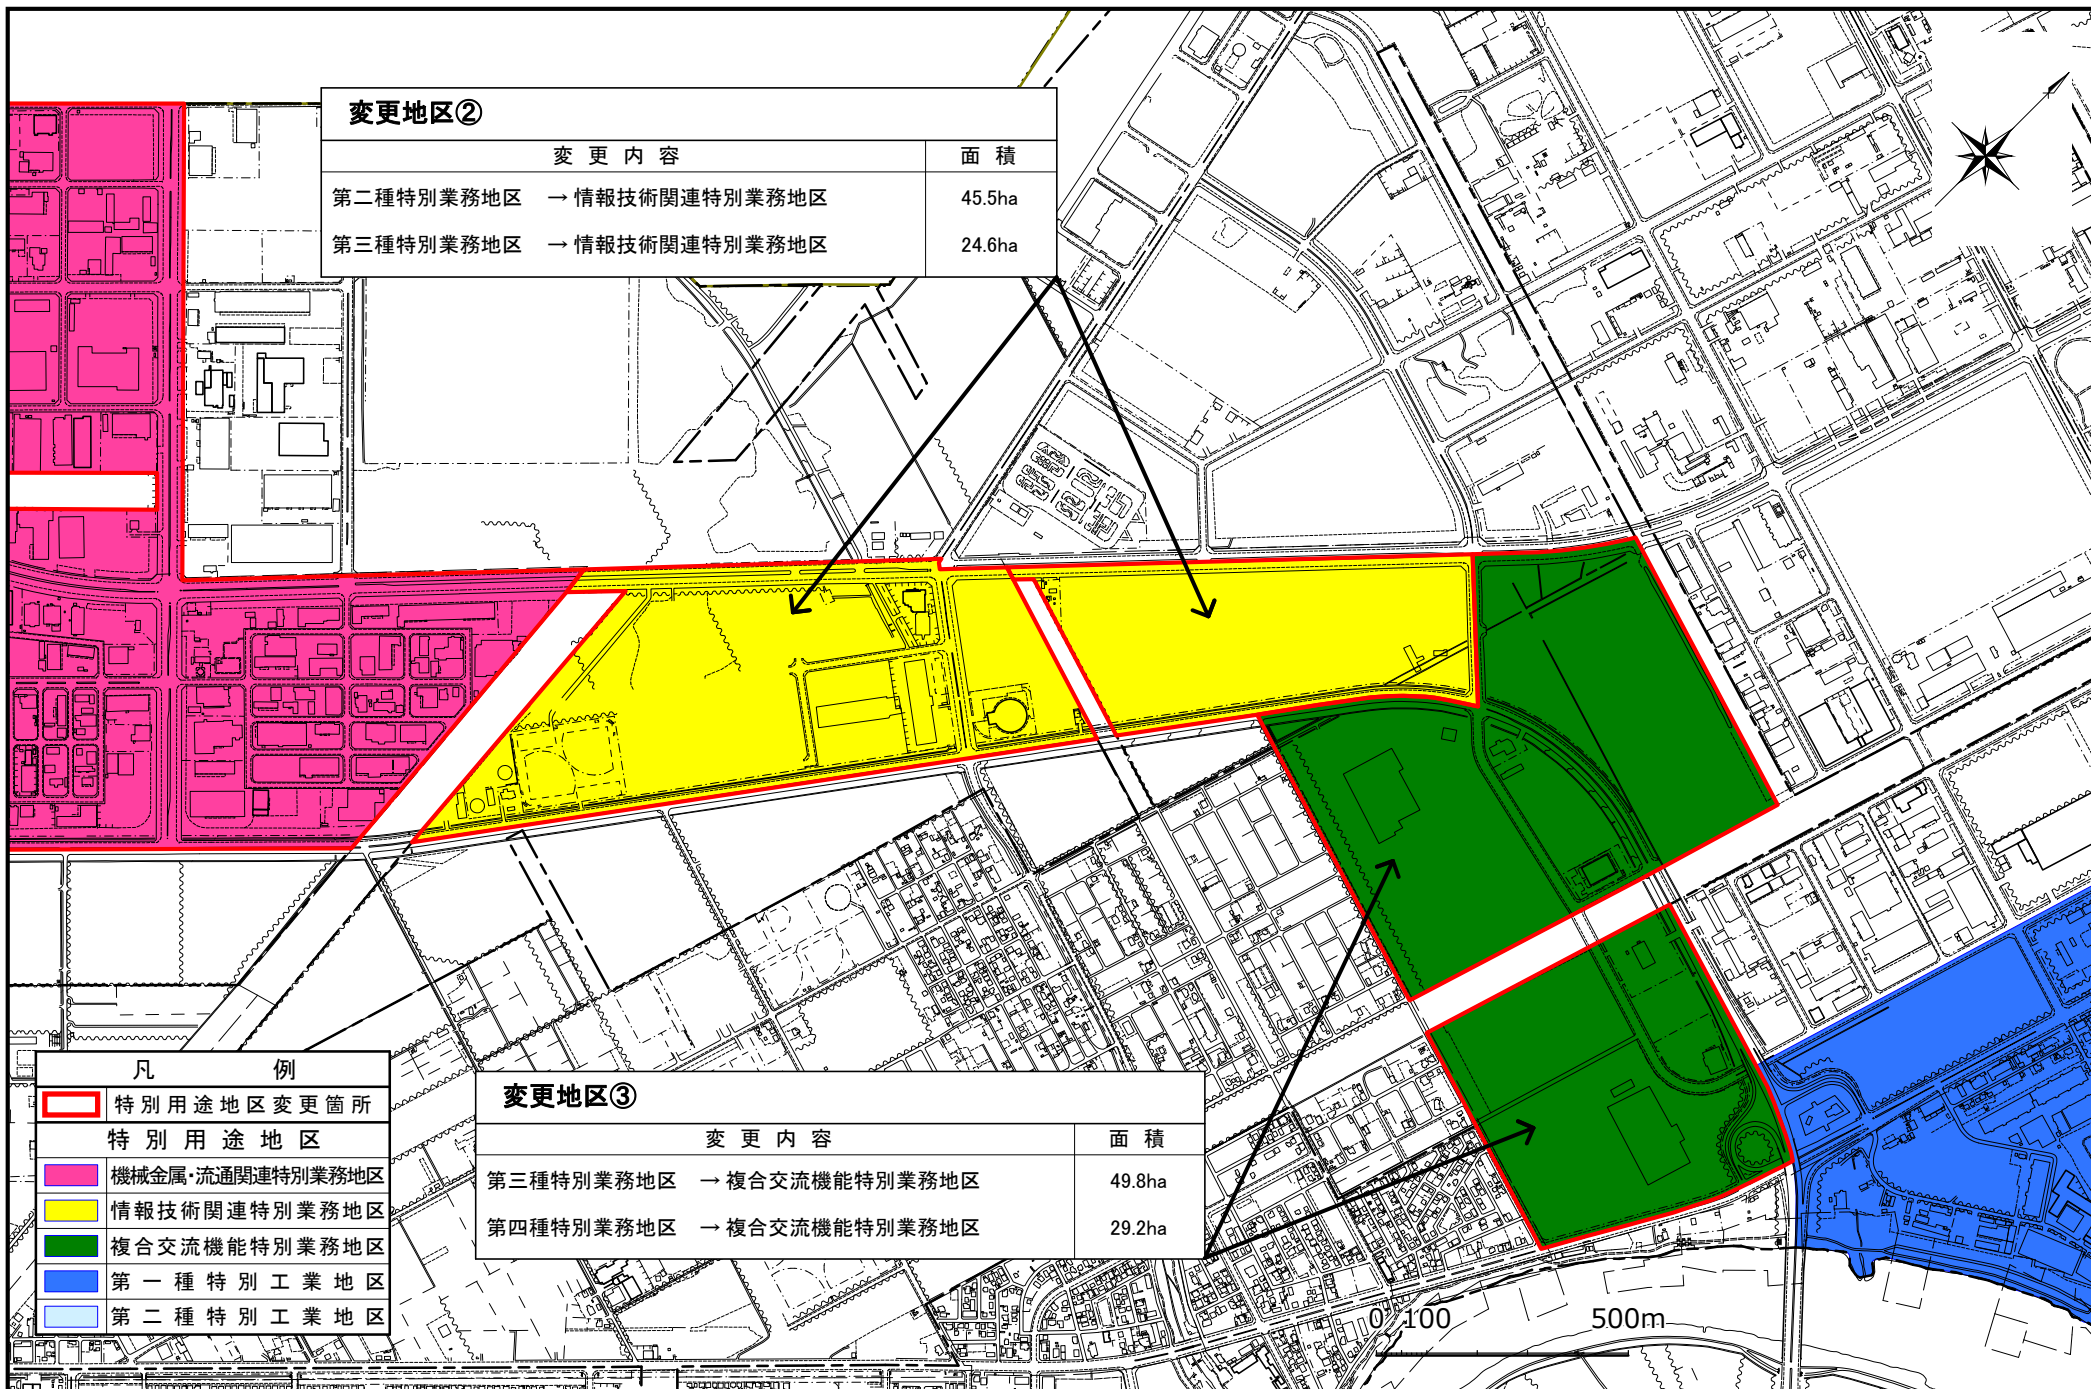 変更地区②
変更内容 面積
第二種特別業務地区 → 情報技術関連特別業務地区 45.5ha
第三種特別業務地区 → 情報技術関連特別業務地区 24.6ha
凡例
特別用途地区変更箇所
特別用途地区
機械金属・流通関連特別業務地区
情報技術関連特別業務地区
複合交流機能特別業務地区
第一種特別工業地区
第二種特別工業地区
変更地区③
変更内容 面積
第三種特別業務地区 → 複合交流機能特別業務地区 49.8ha
第四種特別業務地区 → 複合交流機能特別業務地区 29.2ha
0 100 500m